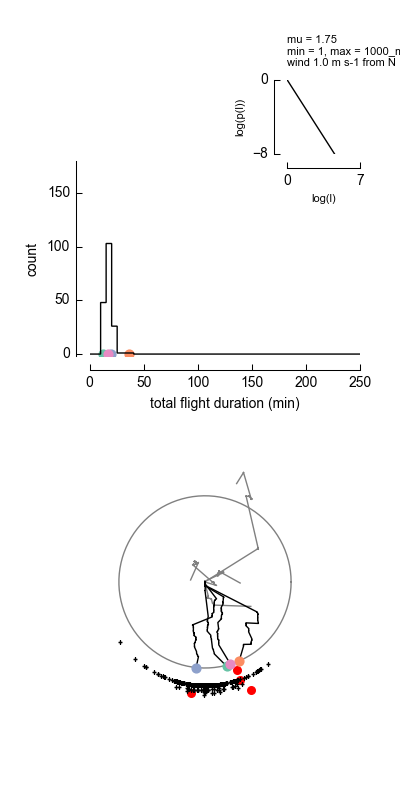 mu = 1.75
min = 1, max = 1000_m
wind 1.0 m s-1 from N
0
log(p(l))
−8
0
7
log(l)
150
100
50
0
count
0
50
100
150
200
250
total flight duration (min)